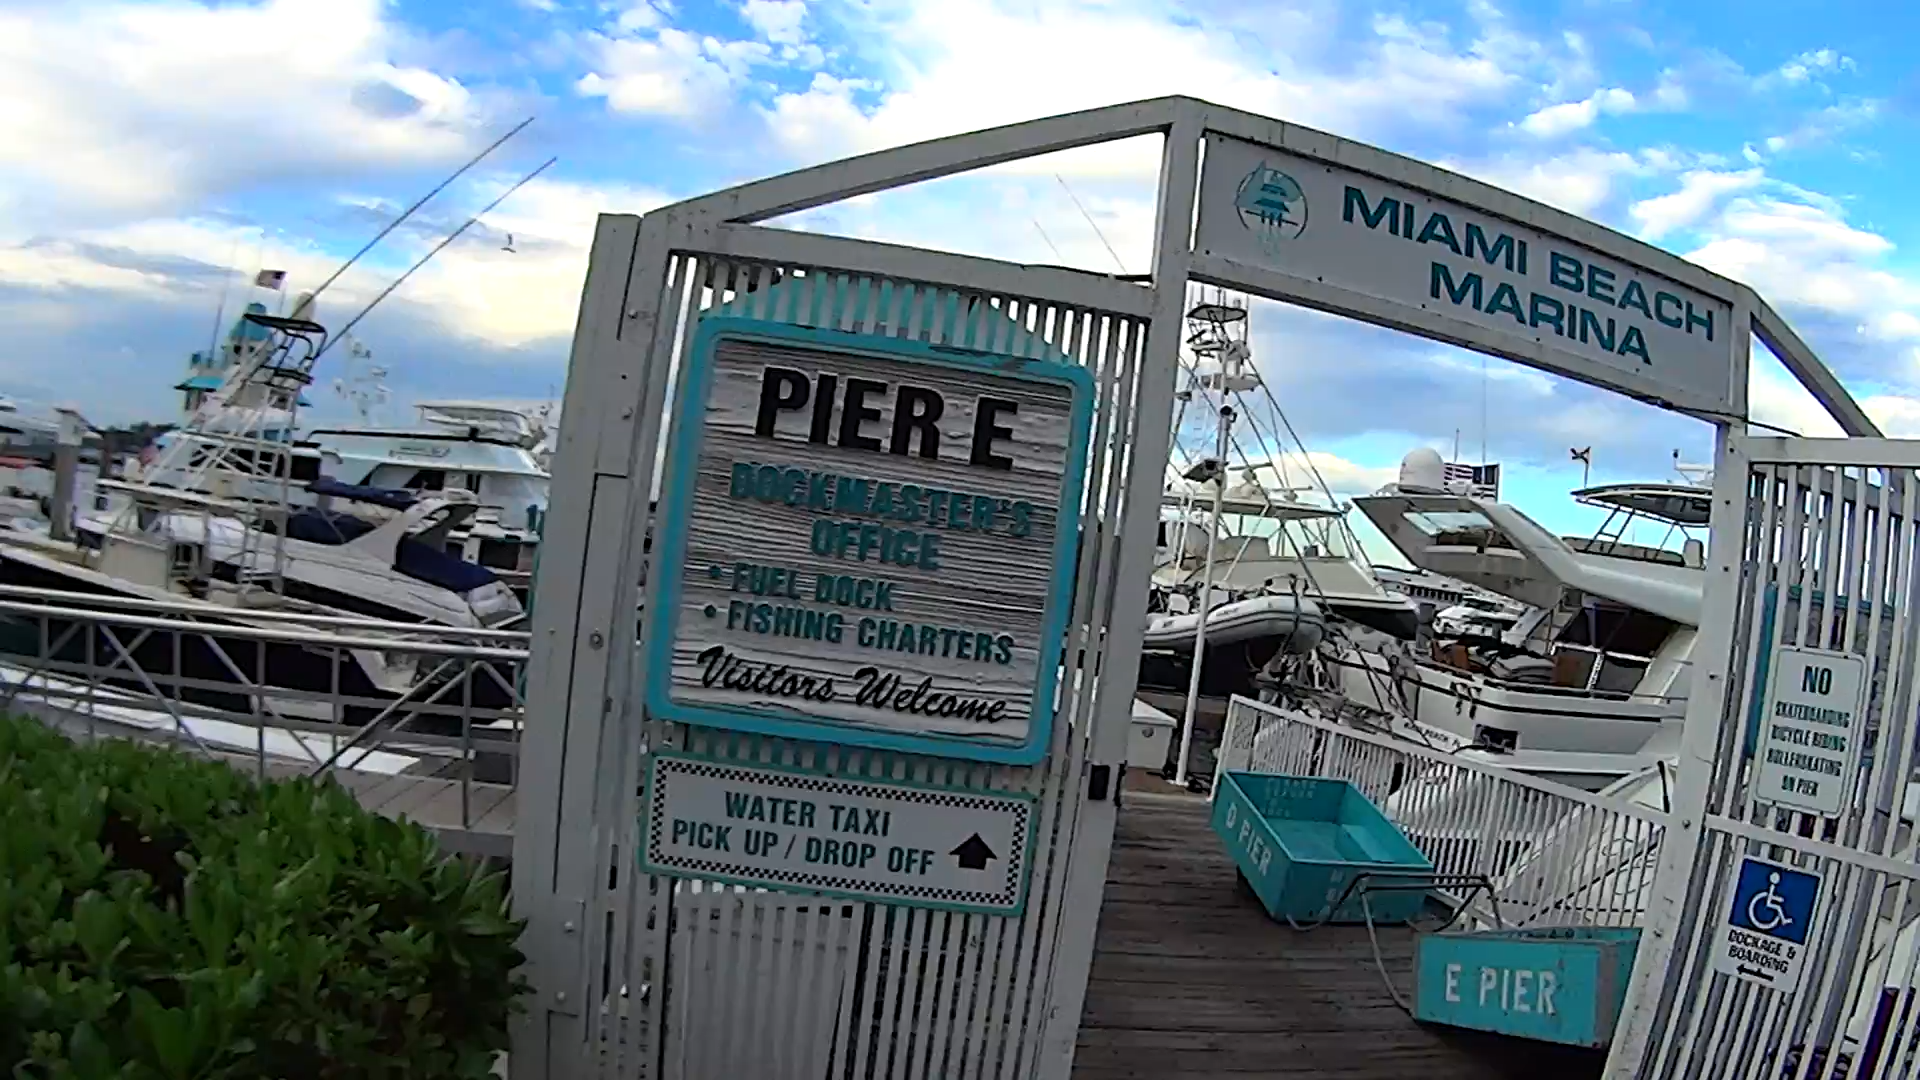 MIAMI BEACH
MARINA
PIER E
DOCKMASTER'S
OFFICE
• FUEL DOCK
• FISHING CHARTERS
Visitors Welcome
WATER TAXI
PICK UP / DROP OFF
D PIER
E PIER
NO
SKATEBOARDING
BICYCLE RIDING
ROLLERSKATING
ON PIER
DOCKAGE &
BOARDING